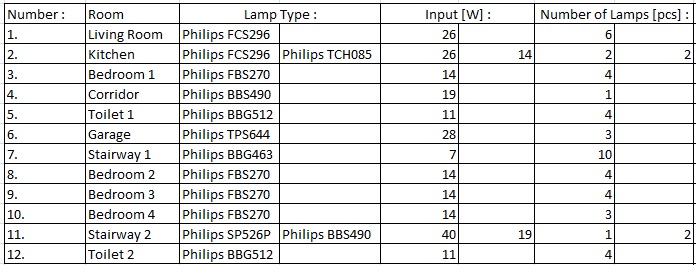 Number : Room Lamp Type : Input [W] : Number of Lamps [pcs] :
1. Living Room Philips FCS296 26 6
2. Kitchen Philips FCS296 Philips TCH085 26 14 2 2
3. Bedroom 1 Philips FBS270 14 4
4. Corridor Philips BBS490 19 1
5. Toilet 1 Philips BBG512 11 4
6. Garage Philips TPS644 28 3
7. Stairway 1 Philips BBG463 7 10
8. Bedroom 2 Philips FBS270 14 4
9. Bedroom 3 Philips FBS270 14 4
10. Bedroom 4 Philips FBS270 14 3
11. Stairway 2 Philips SP526P Philips BBS490 40 19 1 2
12. Toilet 2 Philips BBG512 11 4